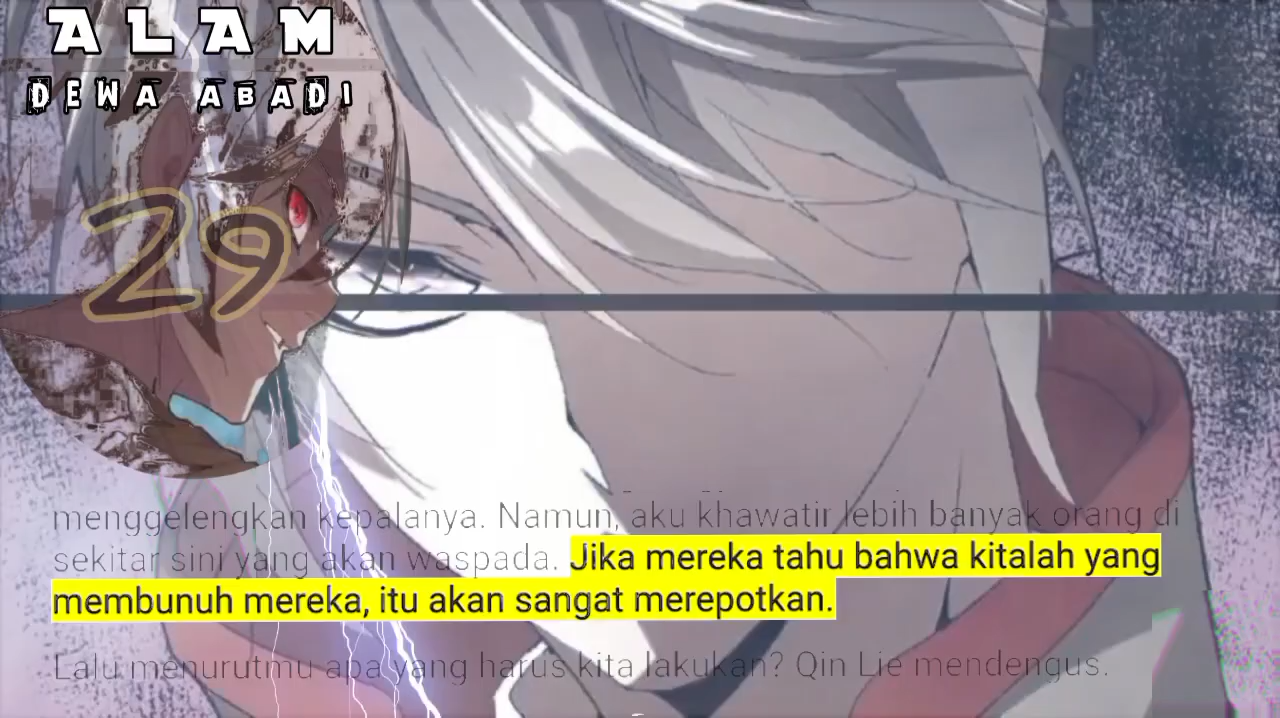 ALAM
DEWA ABADI
29
menggelengkan kepalanya. Namun, aku khawatir lebih banyak orang di
sekitar sini yang akan waspada. Jika mereka tahu bahwa kitalah yang
membunuh mereka, itu akan sangat merepotkan.
Lalu menurutmu apa yang harus kita lakukan? Qin Lie mendengus.